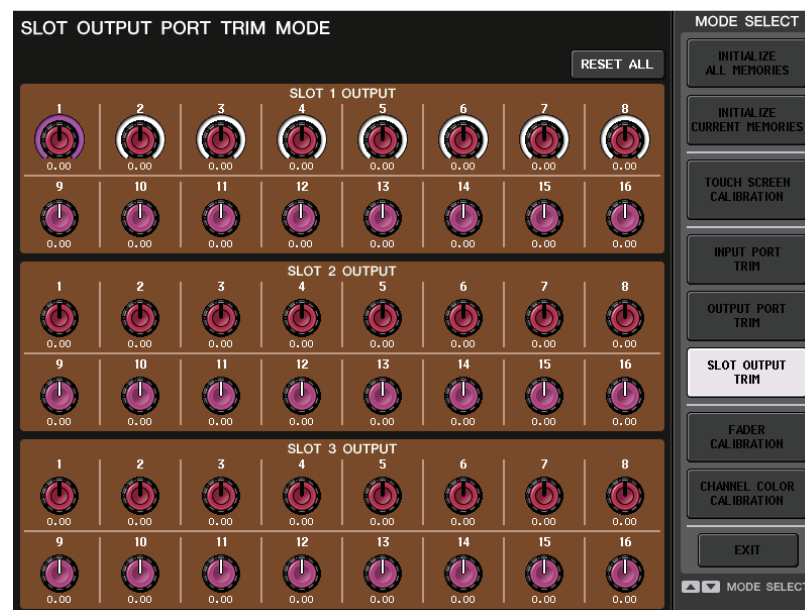 SLOT OUTPUT PORT TRIM MODE
RESET ALL
SLOT 1 OUTPUT
1 2 3 4 5 6 7 8
0.00 0.00 0.00 0.00 0.00 0.00 0.00 0.00
9 10 11 12 13 14 15 16
0.00 0.00 0.00 0.00 0.00 0.00 0.00 0.00
SLOT 2 OUTPUT
1 2 3 4 5 6 7 8
0.00 0.00 0.00 0.00 0.00 0.00 0.00 0.00
9 10 11 12 13 14 15 16
0.00 0.00 0.00 0.00 0.00 0.00 0.00 0.00
SLOT 3 OUTPUT
1 2 3 4 5 6 7 8
0.00 0.00 0.00 0.00 0.00 0.00 0.00 0.00
9 10 11 12 13 14 15 16
0.00 0.00 0.00 0.00 0.00 0.00 0.00 0.00
MODE SELECT
INITIALIZE
ALL MEMORIES
INITIALIZE
CURRENT MEMORIES
TOUCH SCREEN
CALIBRATION
INPUT PORT
TRIM
OUTPUT PORT
TRIM
SLOT OUTPUT
TRIM
FADER
CALIBRATION
CHANNEL COLOR
CALIBRATION
EXIT
MODE SELECT